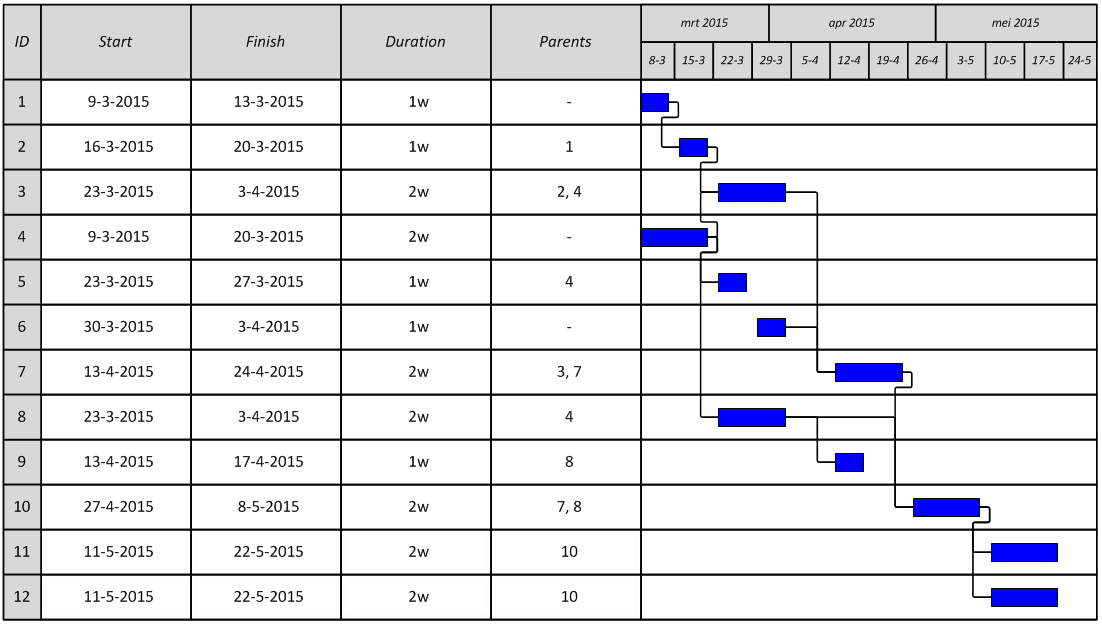 ID Start Finish Duration Parents mrt 2015 apr 2015 mei 2015
8-3 15-3 22-3 29-3 5-4 12-4 19-4 26-4 3-5 10-5 17-5 24-5
1 9-3-2015 13-3-2015 1w -
2 16-3-2015 20-3-2015 1w 1
3 23-3-2015 3-4-2015 2w 2, 4
4 9-3-2015 20-3-2015 2w -
5 23-3-2015 27-3-2015 1w 4
6 30-3-2015 3-4-2015 1w -
7 13-4-2015 24-4-2015 2w 3, 7
8 23-3-2015 3-4-2015 2w 4
9 13-4-2015 17-4-2015 1w 8
10 27-4-2015 8-5-2015 2w 7, 8
11 11-5-2015 22-5-2015 2w 10
12 11-5-2015 22-5-2015 2w 10